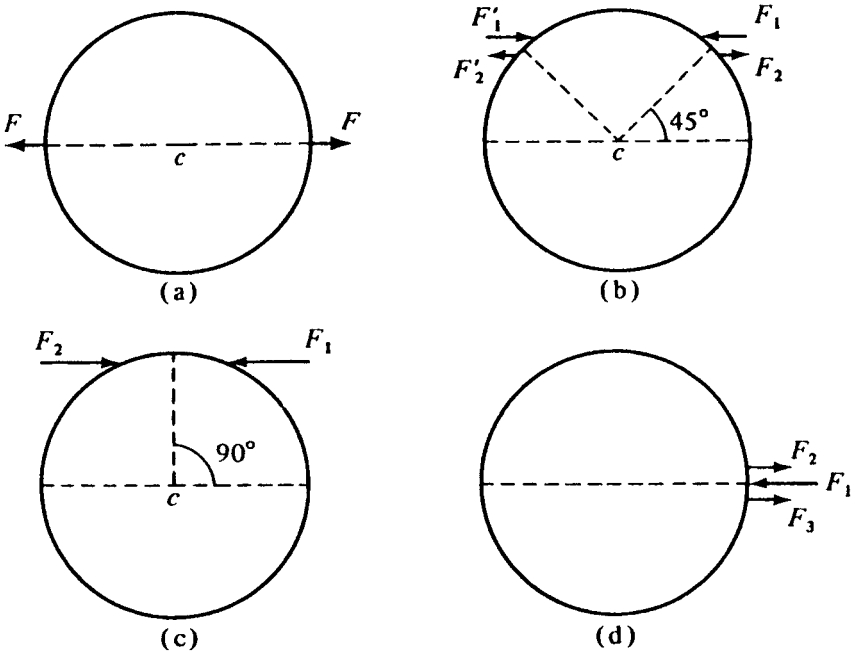 F F
c
(a)
F′₁ F₁
F′₂ F₂
45°
c
(b)
F₂ F₁
90°
c
(c)
F₂
F₁
F₃
(d)